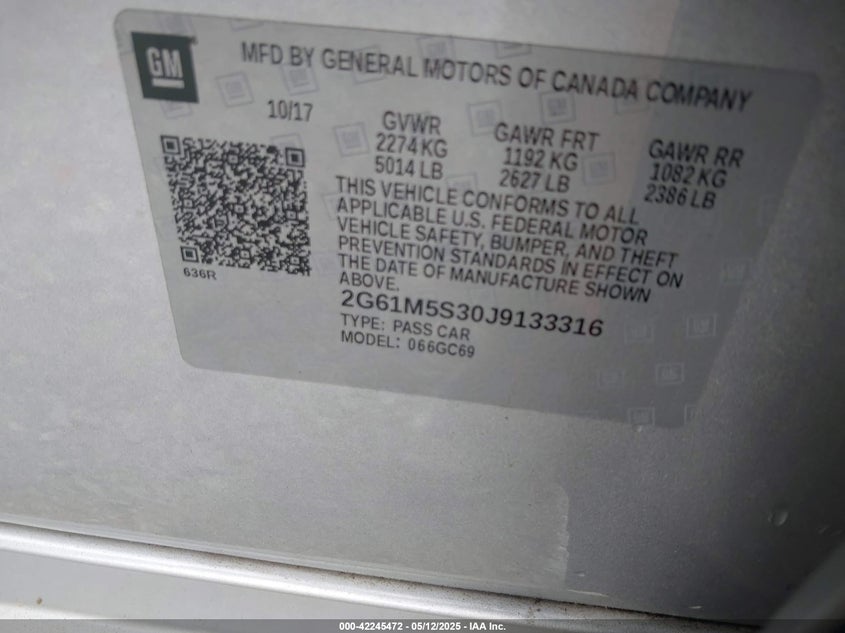 GM
MFD BY GENERAL MOTORS OF CANADA COMPANY
10/17
GVWR
2274 KG
5014 LB
GAWR FRT
1192 KG
2627 LB
GAWR RR
1082 KG
2386 LB
THIS VEHICLE CONFORMS TO ALL
APPLICABLE U.S. FEDERAL MOTOR
VEHICLE SAFETY, BUMPER, AND THEFT
PREVENTION STANDARDS IN EFFECT ON
THE DATE OF MANUFACTURE SHOWN
ABOVE.
636R
2G61M5S30J9133316
TYPE: PASS CAR
MODEL: 066GC69
000-42245472 - 05/12/2025 - IAA Inc.